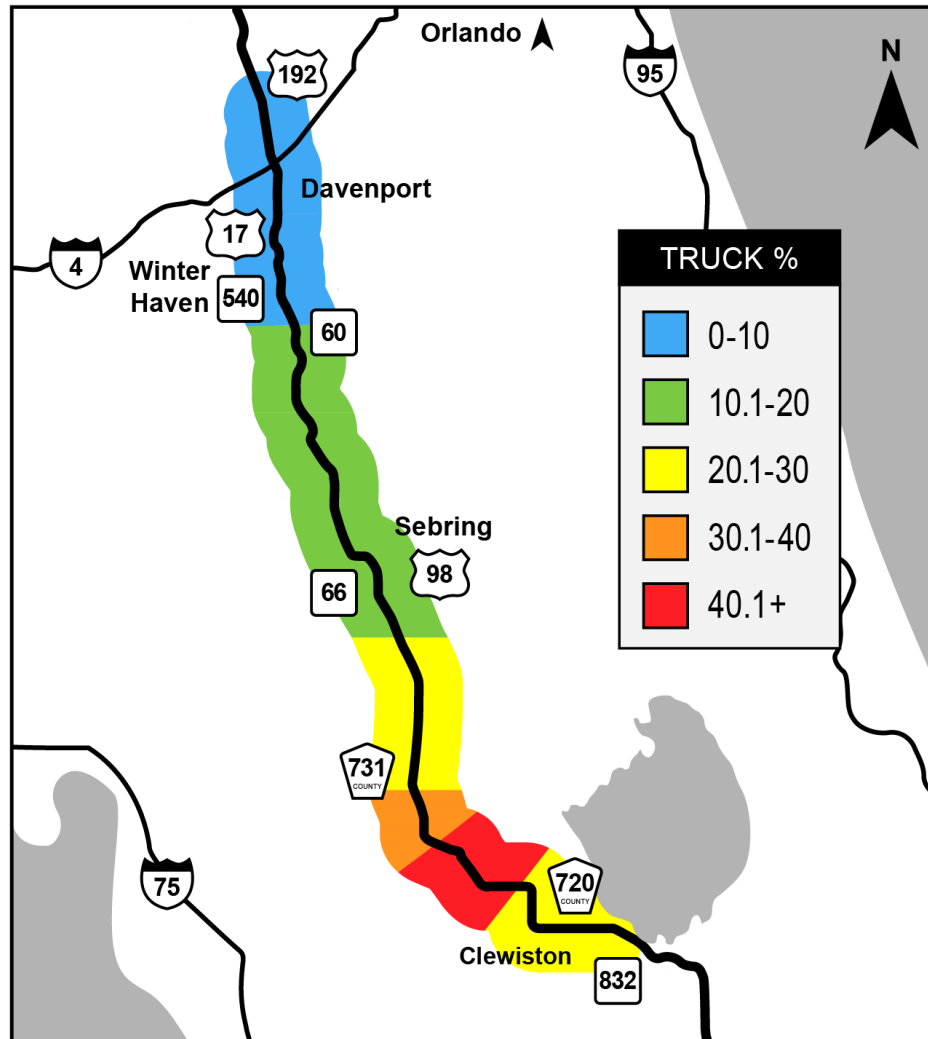 Orlando
N
192
95
Davenport
17
4
Winter
Haven
540
60
TRUCK %
0-10
10.1-20
20.1-30
30.1-40
40.1+
Sebring
98
66
731
COUNTY
75
720
COUNTY
Clewiston
832